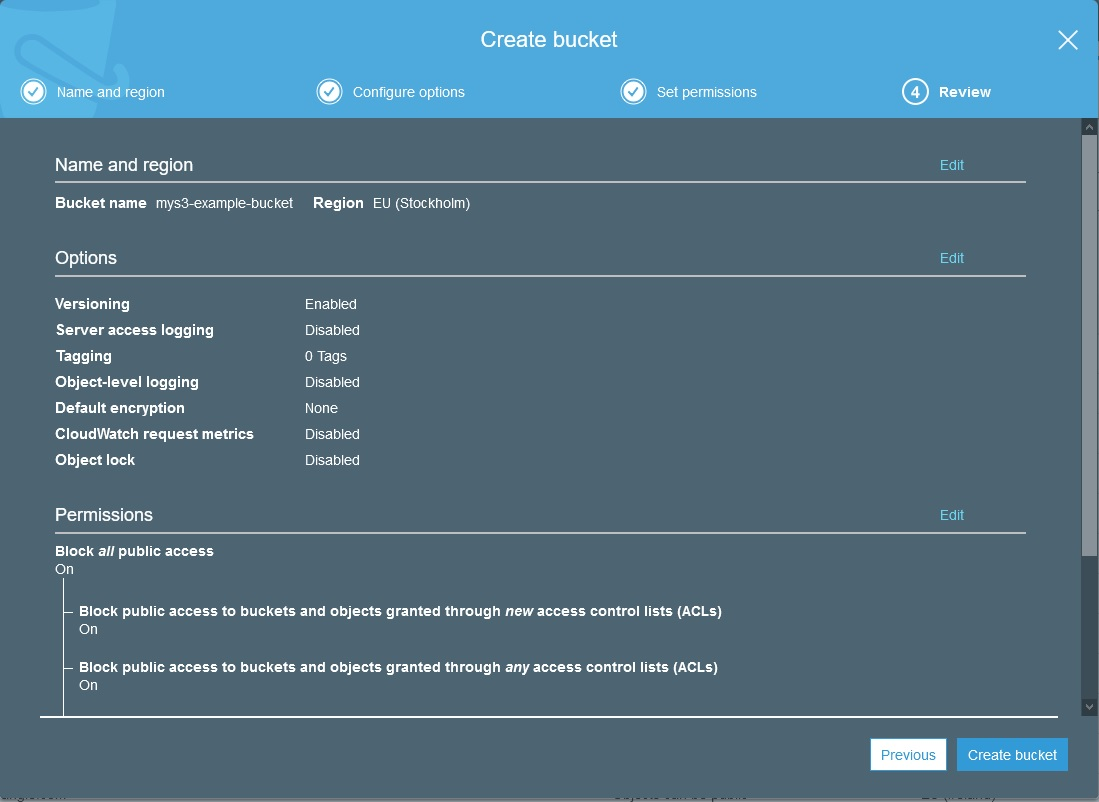 Create bucket
Name and region
Configure options
Set permissions
4 Review
Name and region Edit
Bucket name mys3-example-bucket Region EU (Stockholm)
Options Edit
Versioning Enabled
Server access logging Disabled
Tagging 0 Tags
Object-level logging Disabled
Default encryption None
CloudWatch request metrics Disabled
Object lock Disabled
Permissions Edit
Block all public access
On
Block public access to buckets and objects granted through new access control lists (ACLs)
On
Block public access to buckets and objects granted through any access control lists (ACLs)
On
Previous Create bucket